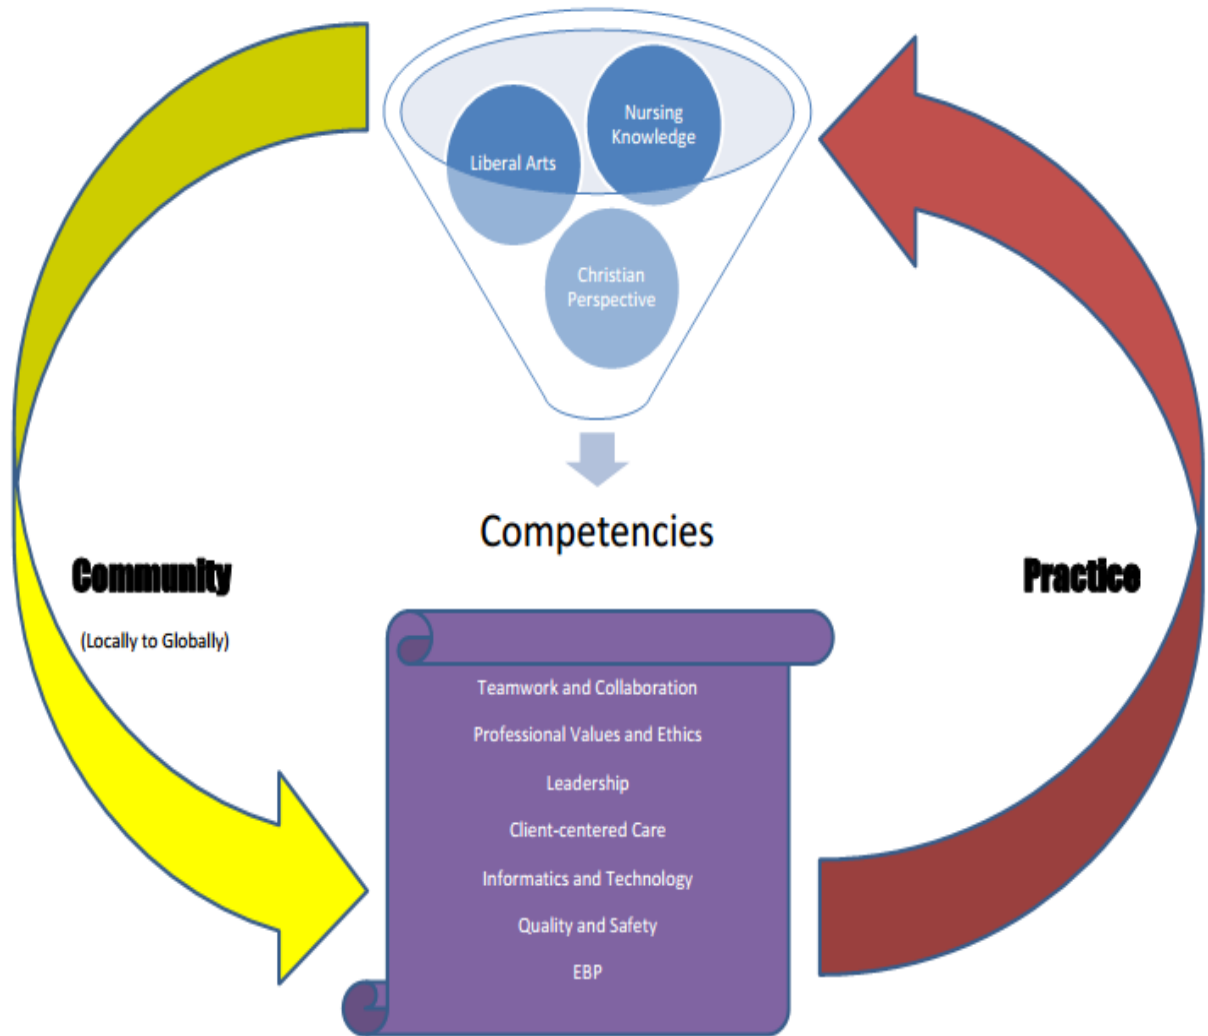 Nursing
Knowledge
Liberal Arts
Christian
Perspective
Competencies
Community
(Locally to Globally)
Practice
Teamwork and Collaboration
Professional Values and Ethics
Leadership
Client-centered Care
Informatics and Technology
Quality and Safety
EBP